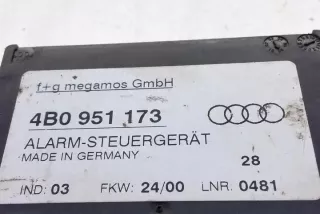 f+g megamos GmbH
4B0 951 173
ALARM-STEUERGERÄT
MADE IN GERMANY
28
IND: 03 FKW: 24/00 LNR. 0481